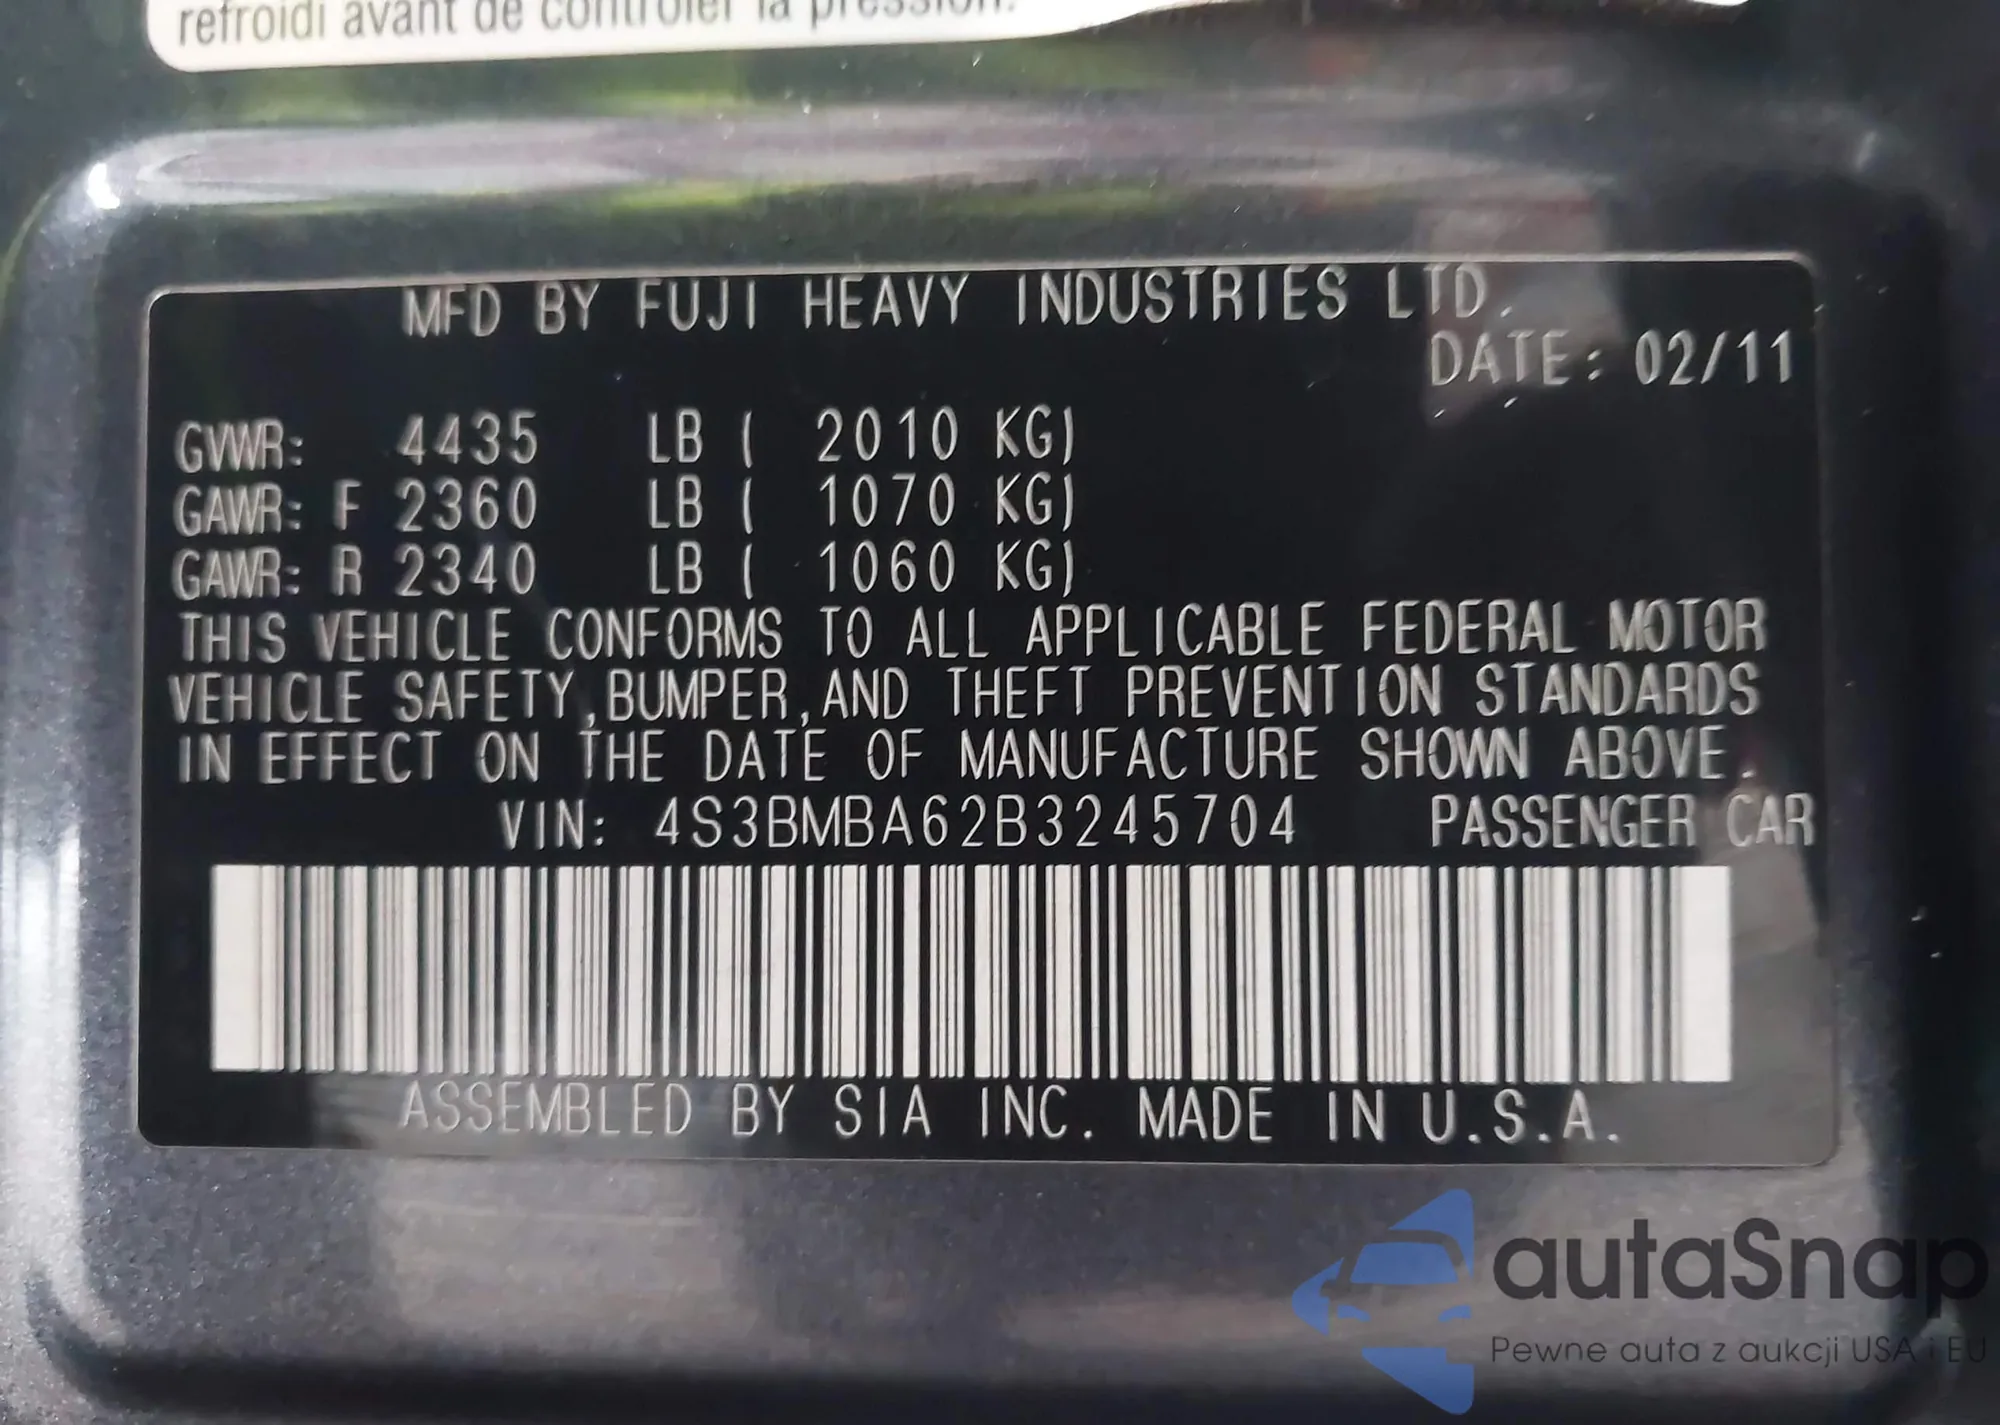 refroidi avant de contrôler la pression.
MFD BY FUJI HEAVY INDUSTRIES LTD.
DATE: 02/11
GVWR: 4435 LB ( 2010 KG)
GAWR: F 2360 LB ( 1070 KG)
GAWR: R 2340 LB ( 1060 KG)
THIS VEHICLE CONFORMS TO ALL APPLICABLE FEDERAL MOTOR
VEHICLE SAFETY,BUMPER,AND THEFT PREVENTION STANDARDS
IN EFFECT ON THE DATE OF MANUFACTURE SHOWN ABOVE.
VIN: 4S3BMBA62B3245704 PASSENGER CAR
ASSEMBLED BY SIA INC. MADE IN U.S.A.
autaSnap
Pewne auta z aukcji USA i EU